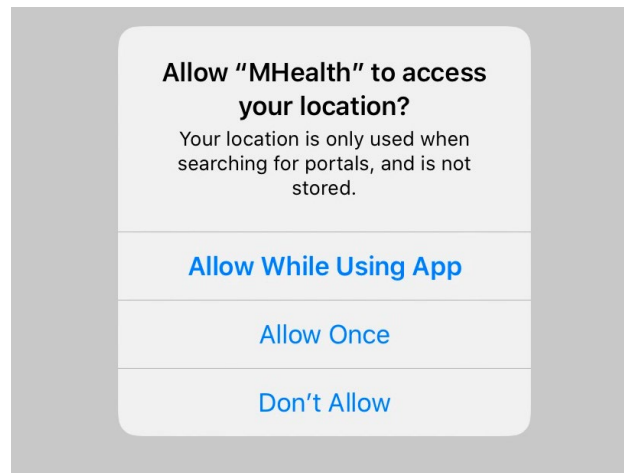 Allow “MHealth” to access
your location?
Your location is only used when
searching for portals, and is not
stored.
Allow While Using App
Allow Once
Don’t Allow